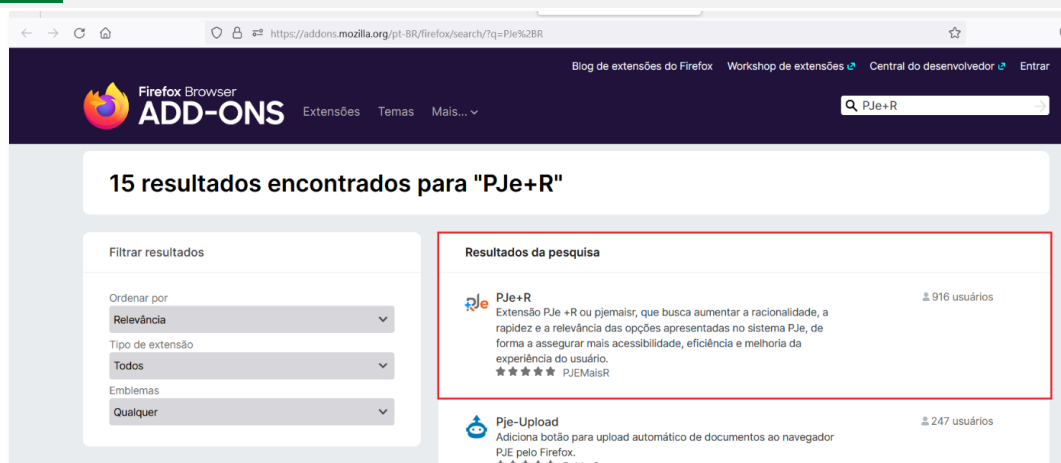 https://addons.mozilla.org/pt-BR/firefox/search/?q=PJe%2BR
Blog de extensões do Firefox Workshop de extensões Central do desenvolvedor Entrar
Firefox Browser
ADD-ONS
Extensões Temas Mais...
PJe+R
15 resultados encontrados para "PJe+R"
Filtrar resultados
Ordenar por
Relevância
Tipo de extensão
Todos
Emblemas
Qualquer
Resultados da pesquisa
PJe
PJe+R
916 usuários
Extensão PJe +R ou pjemaisr, que busca aumentar a racionalidade, a
rapidez e a relevância das opções apresentadas no sistema PJe, de
forma a assegurar mais acessibilidade, eficiência e melhoria da
experiência do usuário.
PJEMaisR
Pje-Upload
247 usuários
Adiciona botão para upload automático de documentos ao navegador
PJE pelo Firefox.